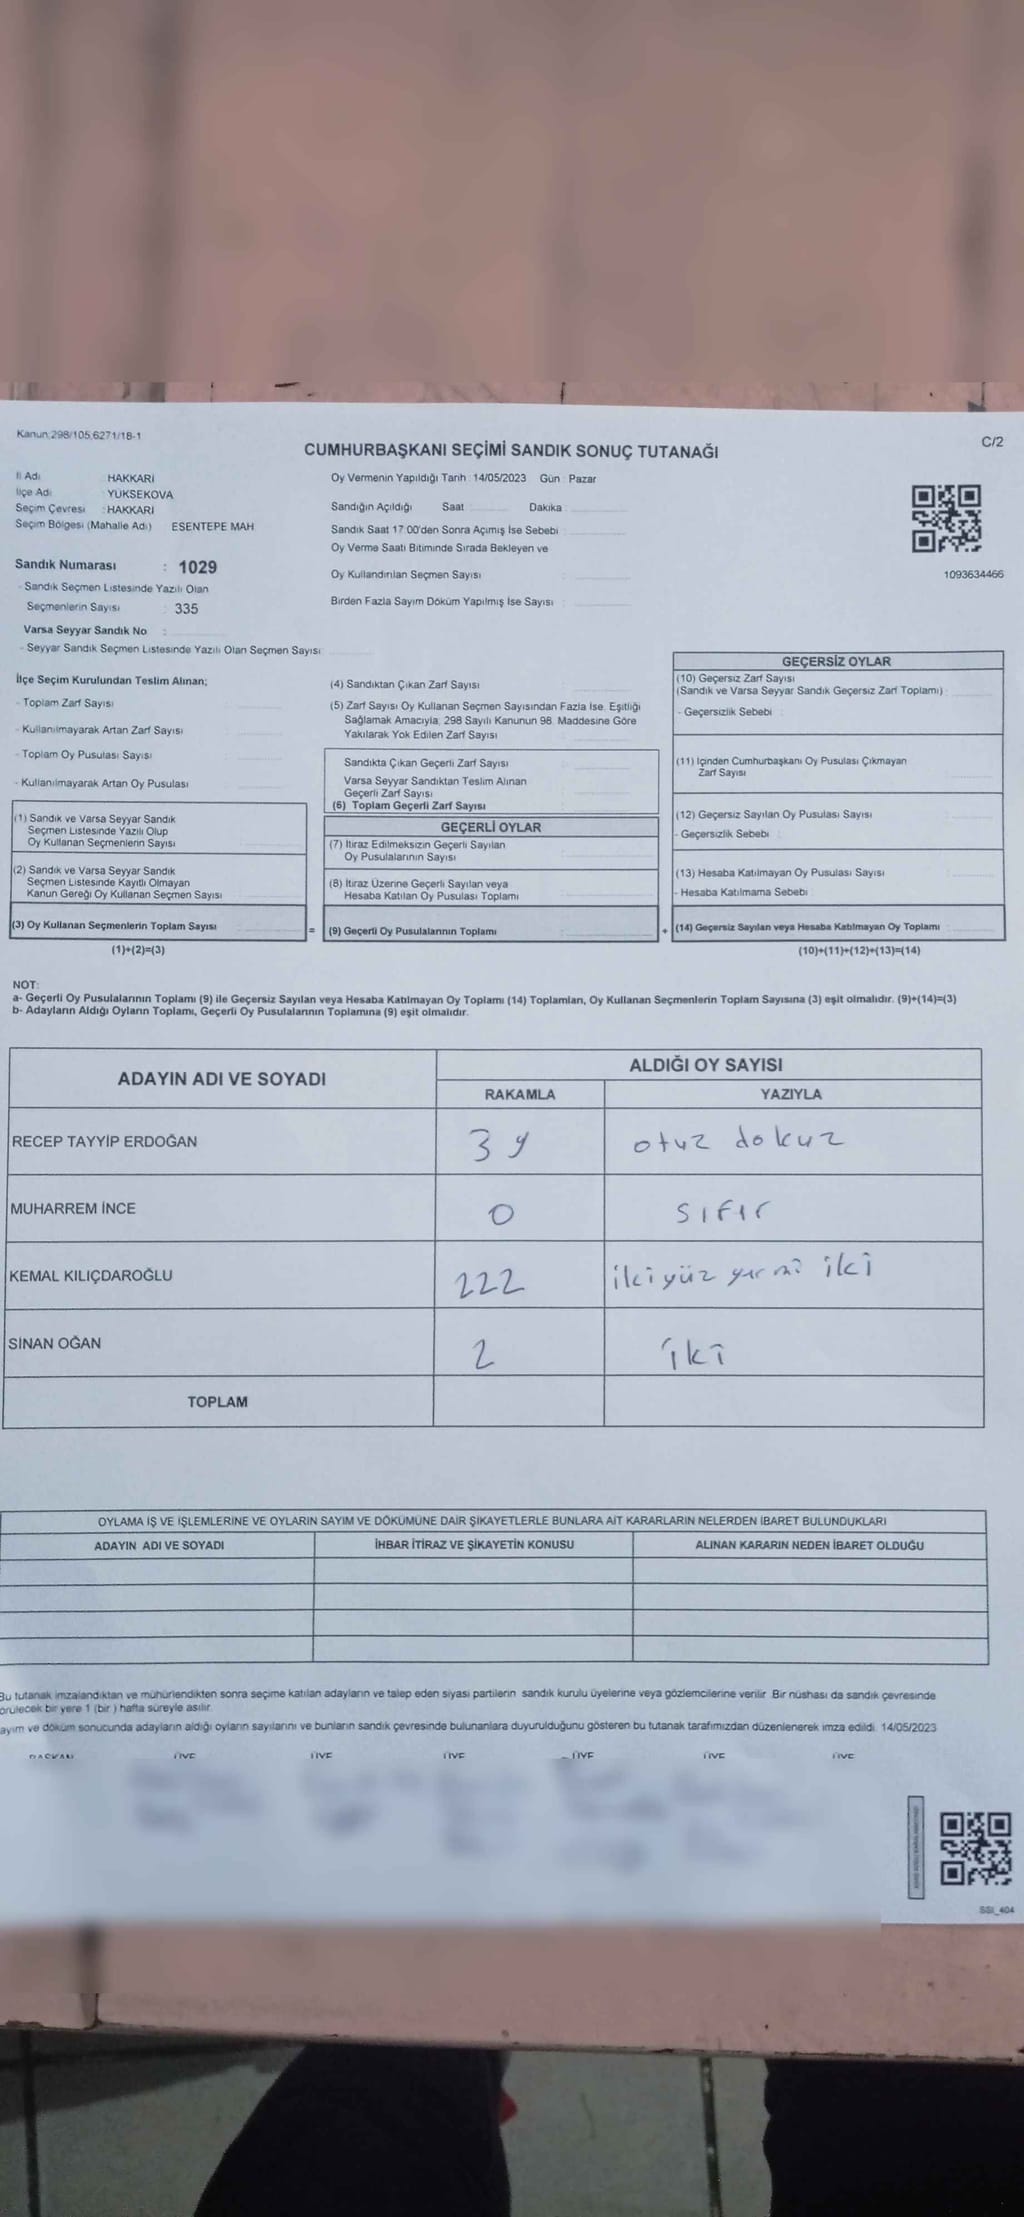 Kanun:298/105,6271/18-1
C/2
CUMHURBAŞKANI SEÇİMİ SANDIK SONUÇ TUTANAĞI
İl Adı : HAKKARİ
İlçe Adı : YÜKSEKOVA
Seçim Çevresi : HAKKARİ
Seçim Bölgesi (Mahalle Adı) ESENTEPE MAH
Sandık Numarası : 1029
- Sandık Seçmen Listesinde Yazılı Olan
Seçmenlerin Sayısı : 335
Varsa Seyyar Sandık No :
- Seyyar Sandık Seçmen Listesinde Yazılı Olan Seçmen Sayısı
Oy Vermenin Yapıldığı Tarih : 14/05/2023 Gün : Pazar
Sandığın Açıldığı Saat Dakika
Sandık Saat 17:00'den Sonra Açımış İse Sebebi :
Oy Verme Saati Bitiminde Sırada Bekleyen ve
Oy Kullandırılan Seçmen Sayısı :
Birden Fazla Sayım Döküm Yapılmış İse Sayısı :
1093634466
İlçe Seçim Kurulundan Teslim Alınan;
- Toplam Zarf Sayısı
- Kullanılmayarak Artan Zarf Sayısı
- Toplam Oy Pusulası Sayısı
- Kullanılmayarak Artan Oy Pusulası
(1) Sandık ve Varsa Seyyar Sandık
Seçmen Listesinde Yazılı Olup
Oy Kullanan Seçmenlerin Sayısı
(2) Sandık ve Varsa Seyyar Sandık
Seçmen Listesinde Kayıtlı Olmayan
Kanun Gereği Oy Kullanan Seçmen Sayısı
(3) Oy Kullanan Seçmenlerin Toplam Sayısı
(1)+(2)=(3)
=
(4) Sandıktan Çıkan Zarf Sayısı
(5) Zarf Sayısı Oy Kullanan Seçmen Sayısından Fazla İse, Eşitliği
Sağlamak Amacıyla, 298 Sayılı Kanunun 98. Maddesine Göre
Yakılarak Yok Edilen Zarf Sayısı
Sandıkta Çıkan Geçerli Zarf Sayısı
Varsa Seyyar Sandıktan Teslim Alınan
Geçerli Zarf Sayısı
(6) Toplam Geçerli Zarf Sayısı
GEÇERLİ OYLAR
(7) İtiraz Edilmeksizin Geçerli Sayılan
Oy Pusulalarının Sayısı
(8) İtiraz Üzerine Geçerli Sayılan veya
Hesaba Katılan Oy Pusulası Toplamı
(9) Geçerli Oy Pusulalarının Toplamı
+
GEÇERSİZ OYLAR
(10) Geçersiz Zarf Sayısı
(Sandık ve Varsa Seyyar Sandık Geçersiz Zarf Toplamı)
- Geçersizlik Sebebi :
(11) İçinden Cumhurbaşkanı Oy Pusulası Çıkmayan
Zarf Sayısı
(12) Geçersiz Sayılan Oy Pusulası Sayısı
- Geçersizlik Sebebi :
(13) Hesaba Katılmayan Oy Pusulası Sayısı
- Hesaba Katılmama Sebebi :
(14) Geçersiz Sayılan veya Hesaba Katılmayan Oy Toplamı
(10)+(11)+(12)+(13)=(14)
NOT:
a- Geçerli Oy Pusulalarının Toplamı (9) ile Geçersiz Sayılan veya Hesaba Katılmayan Oy Toplamı (14) Toplamları, Oy Kullanan Seçmenlerin Toplam Sayısına (3) eşit olmalıdır. (9)+(14)=(3)
b- Adayların Aldığı Oyların Toplamı, Geçerli Oy Pusulalarının Toplamına (9) eşit olmalıdır.
ADAYIN ADI VE SOYADI
ALDIĞI OY SAYISI
RAKAMLA YAZIYLA
RECEP TAYYİP ERDOĞAN 39 otuz dokuz
MUHARREM İNCE 0 sıfır
KEMAL KILIÇDAROĞLU 222 ikiyüz yirmi iki
SİNAN OĞAN 2 iki
TOPLAM
OYLAMA İŞ VE İŞLEMLERİNE VE OYLARIN SAYIM VE DÖKÜMÜNE DAİR ŞİKAYETLERLE BUNLARA AİT KARARLARIN NELERDEN İBARET BULUNDUKLARI
ADAYIN ADI VE SOYADI İHBAR İTİRAZ VE ŞİKAYETİN KONUSU ALINAN KARARIN NEDEN İBARET OLDUĞU
Bu tutanak imzalandıktan ve mühürlendikten sonra seçime katılan adayların ve talep eden siyasi partilerin sandık kurulu üyelerine veya gözlemcilerine verilir. Bir nüshası da sandık çevresinde
örülecek bir yere 1 (bir) hafta süreyle asılır.
ayım ve döküm sonucunda adayların aldığı oyların sayılarını ve bunların sandık çevresinde bulunanlara duyurulduğunu gösteren bu tutanak tarafımızdan düzenlenerek imza edildi. 14/05/2023
BAŞKAN ÜYE ÜYE ÜYE ÜYE ÜYE ÜYE
SSI_404